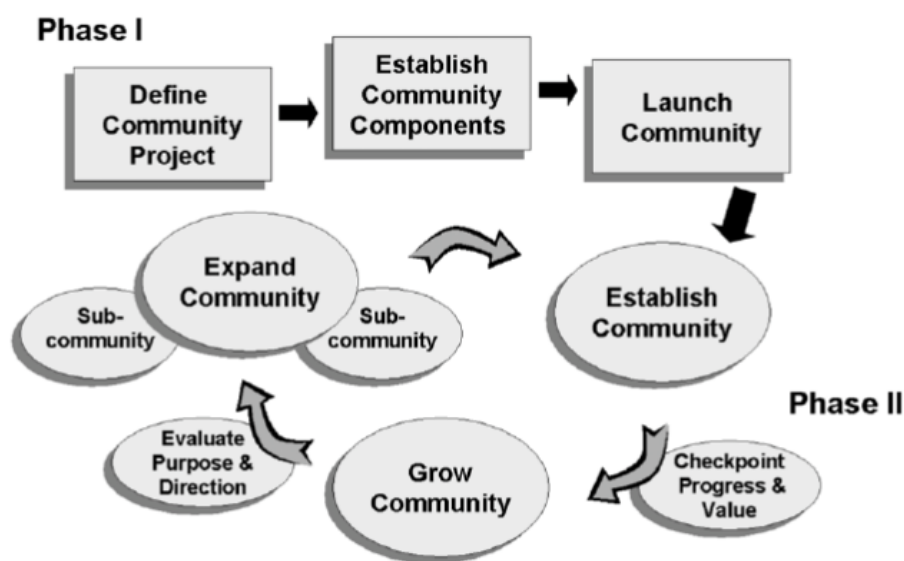 Phase I
Define
Community
Project
Establish
Community
Components
Launch
Community
Expand
Community
Sub-
community
Sub-
community
Establish
Community
Phase II
Evaluate
Purpose &
Direction
Grow
Community
Checkpoint
Progress &
Value